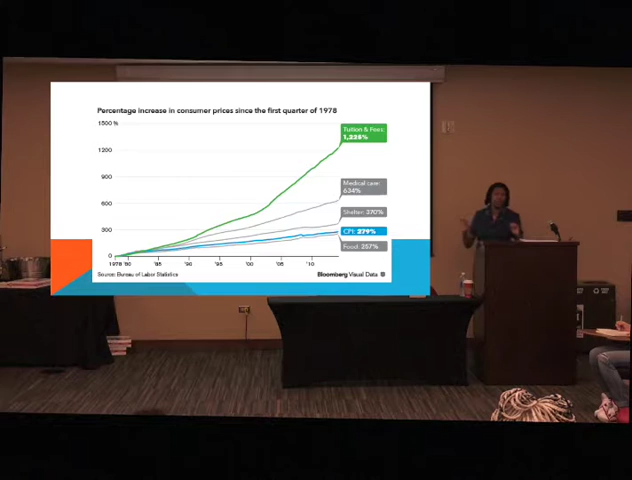 Percentage increase in consumer prices since the first quarter of 1978
1500 %
1200
900
600
300
0
1978 '80 '85 '90 '95 '00 '05 '10
Tuition & Fees:
1,225%
Medical care:
634%
Shelter: 370%
CPI: 279%
Food: 257%
Source: Bureau of Labor Statistics
Bloomberg Visual Data